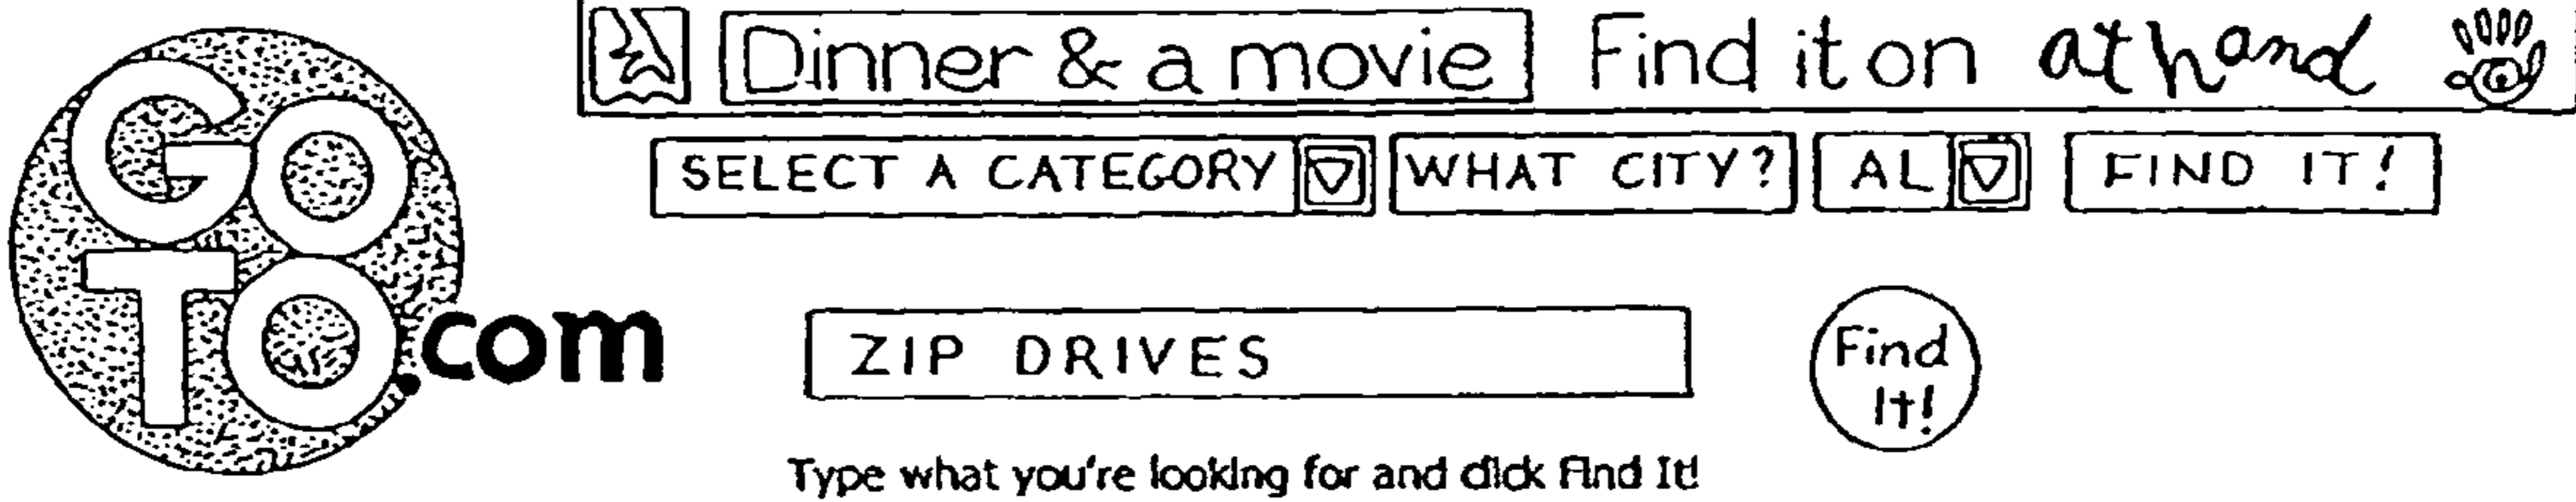 Dinner & a movie Find it on at hand
SELECT A CATEGORY WHAT CITY? AL FIND IT!
GO
TO
.com
ZIP DRIVES
Find
It!
Type what you're looking for and click Find It!